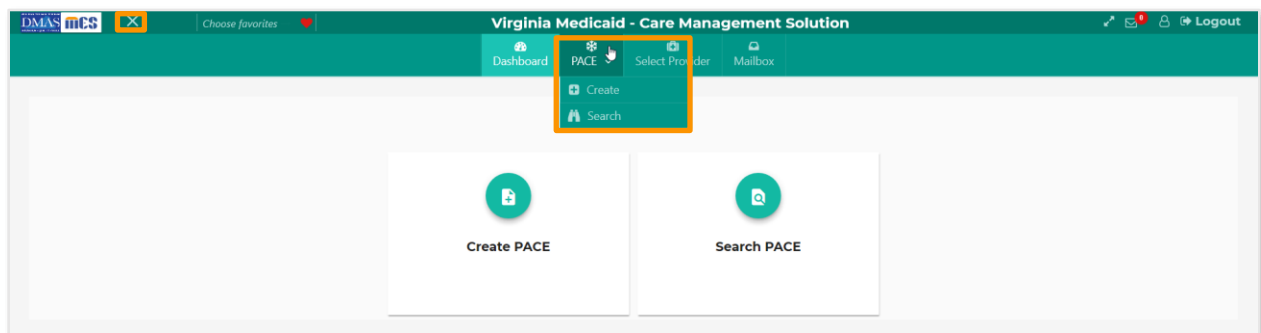 DMAS mcs Choose favorites Virginia Medicaid - Care Management Solution 0 Logout
Dashboard PACE Select Provider Mailbox
Create
Search
Create PACE Search PACE